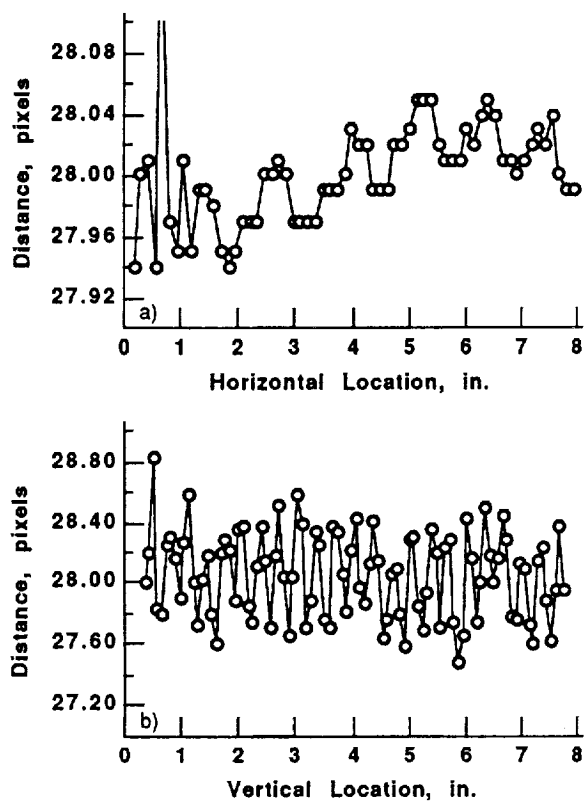 28.08
28.04
28.00
27.96
27.92
Distance, pixels
a)
0 1 2 3 4 5 6 7 8
Horizontal Location, in.
28.80
28.40
28.00
27.60
27.20
Distance, pixels
b)
0 1 2 3 4 5 6 7 8
Vertical Location, in.